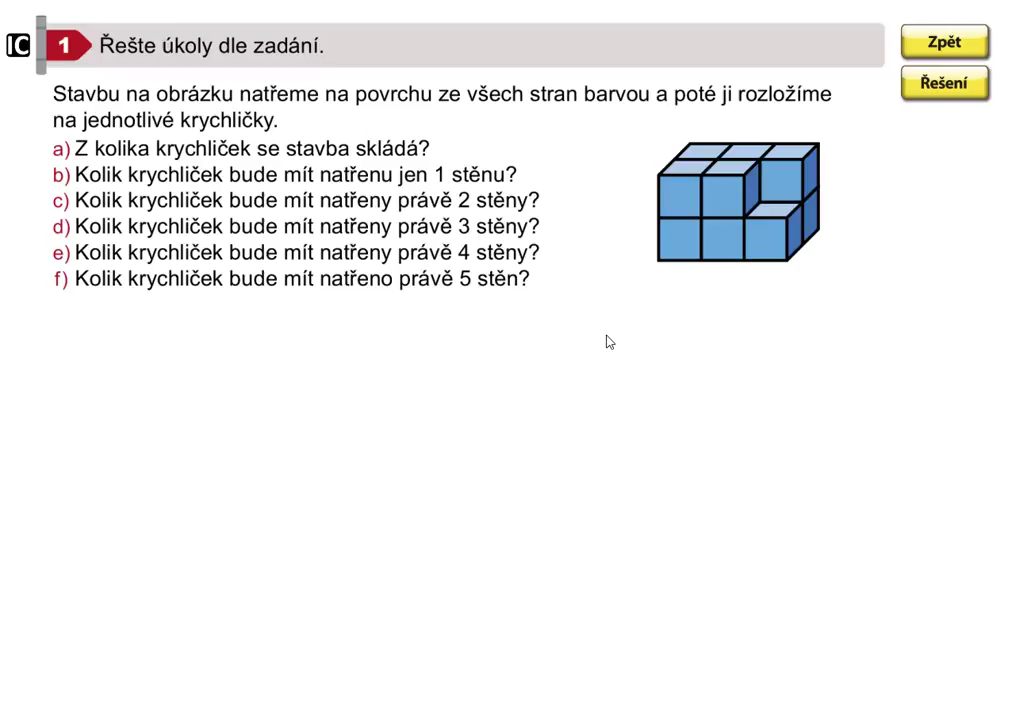 IC
1 Řešte úkoly dle zadání.
Zpět
Řešení
Stavbu na obrázku natřeme na povrchu ze všech stran barvou a poté ji rozložíme
na jednotlivé krychličky.
a) Z kolika krychliček se stavba skládá?
b) Kolik krychliček bude mít natřenu jen 1 stěnu?
c) Kolik krychliček bude mít natřeny právě 2 stěny?
d) Kolik krychliček bude mít natřeny právě 3 stěny?
e) Kolik krychliček bude mít natřeny právě 4 stěny?
f) Kolik krychliček bude mít natřeno právě 5 stěn?